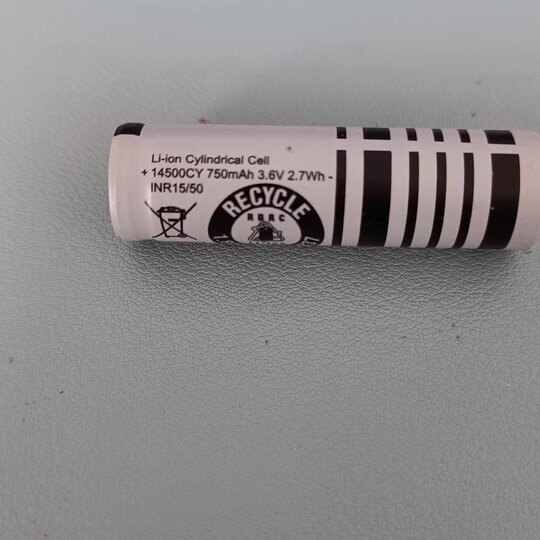 Li-ion Cylindrical Cell
+ 14500CY 750mAh 3.6V 2.7Wh -
INR15/50
RECYCLE
RBRC